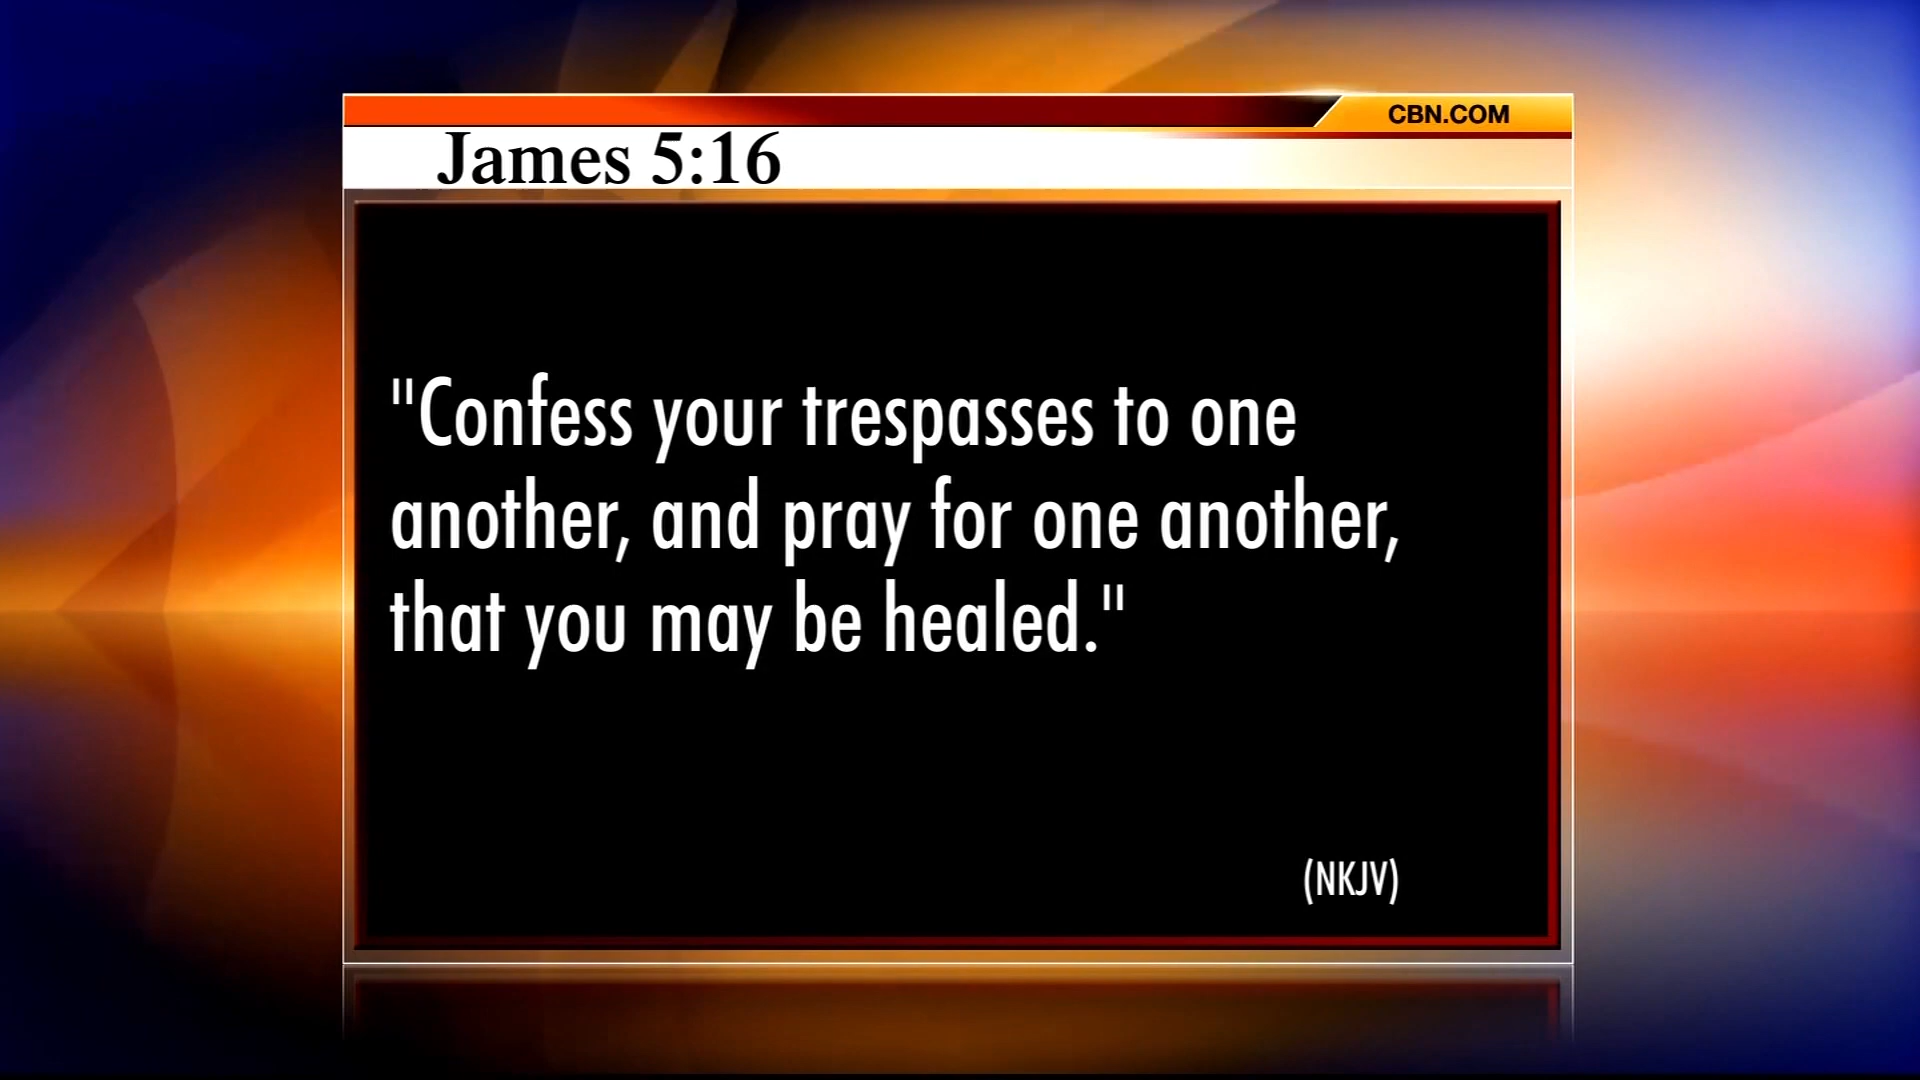 CBN.COM
James 5:16
"Confess your trespasses to one
another, and pray for one another,
that you may be healed."
(NKJV)